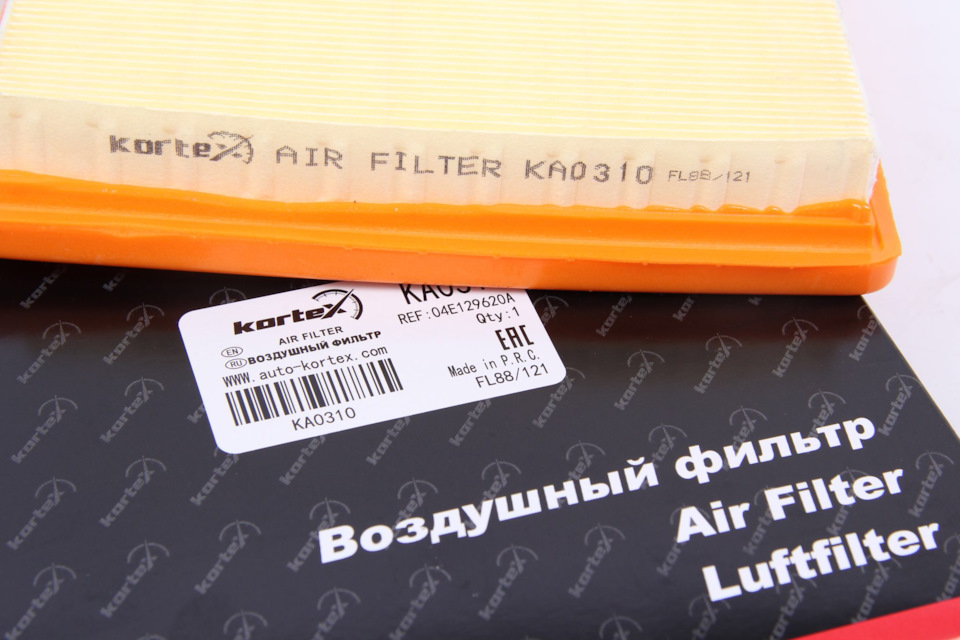 kortex AIR FILTER KA0310 FL88/121
kortex
AIR FILTER
EN
RU ВОЗДУШНЫЙ ФИЛЬТР
www.auto-kortex.com
KA0310
REF:04E129620A
Qty:1
EAC
Made in P.R.C.
FL88/121
Воздушный фильтр
Air Filter
Luftfilter